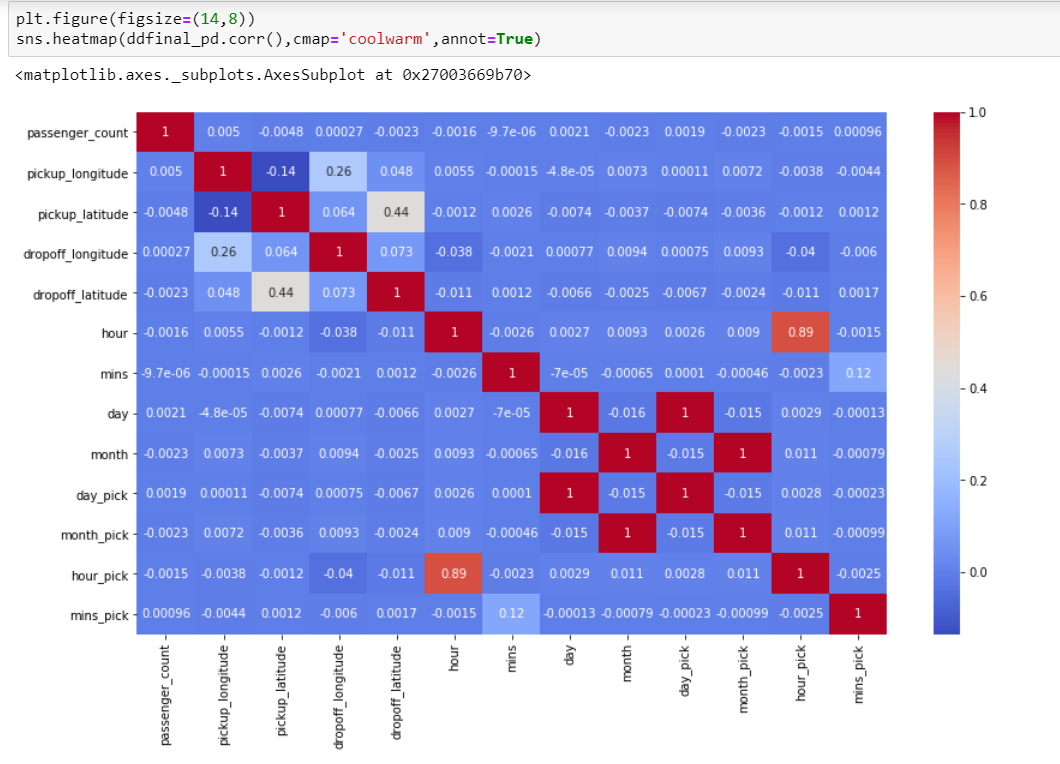 plt.figure(figsize=(14,8))
sns.heatmap(ddfinal_pd.corr(),cmap='coolwarm',annot=True)
<matplotlib.axes._subplots.AxesSubplot at 0x27003669b70>
passenger_count 1 0.005 -0.0048 0.00027 -0.0023 -0.0016 -9.7e-06 0.0021 -0.0023 0.0019 -0.0023 -0.0015 0.00096
pickup_longitude 0.005 1 -0.14 0.26 0.048 0.0055 -0.00015 -4.8e-05 0.0073 0.00011 0.0072 -0.0038 -0.0044
pickup_latitude -0.0048 -0.14 1 0.064 0.44 -0.0012 0.0026 -0.0074 -0.0037 -0.0074 -0.0036 -0.0012 0.0012
dropoff_longitude 0.00027 0.26 0.064 1 0.073 -0.038 -0.0021 0.00077 0.0094 0.00075 0.0093 -0.04 -0.006
dropoff_latitude -0.0023 0.048 0.44 0.073 1 -0.011 0.0012 -0.0066 -0.0025 -0.0067 -0.0024 -0.011 0.0017
hour -0.0016 0.0055 -0.0012 -0.038 -0.011 1 -0.0026 0.0027 0.0093 0.0026 0.009 0.89 -0.0015
mins -9.7e-06 -0.00015 0.0026 -0.0021 0.0012 -0.0026 1 -7e-05 -0.00065 0.0001 -0.00046 -0.0023 0.12
day 0.0021 -4.8e-05 -0.0074 0.00077 -0.0066 0.0027 -7e-05 1 -0.016 1 -0.015 0.0029 -0.00013
month -0.0023 0.0073 -0.0037 0.0094 -0.0025 0.0093 -0.00065 -0.016 1 -0.015 1 0.011 -0.00079
day_pick 0.0019 0.00011 -0.0074 0.00075 -0.0067 0.0026 0.0001 1 -0.015 1 -0.015 0.0028 -0.00023
month_pick -0.0023 0.0072 -0.0036 0.0093 -0.0024 0.009 -0.00046 -0.015 1 -0.015 1 0.011 -0.00099
hour_pick -0.0015 -0.0038 -0.0012 -0.04 -0.011 0.89 -0.0023 0.0029 0.011 0.0028 0.011 1 -0.0025
mins_pick 0.00096 -0.0044 0.0012 -0.006 0.0017 -0.0015 0.12 -0.00013 -0.00079 -0.00023 -0.00099 -0.0025 1
passenger_count
pickup_longitude
pickup_latitude
dropoff_longitude
dropoff_latitude
hour
mins
day
month
day_pick
month_pick
hour_pick
mins_pick
1.0
0.8
0.6
0.4
0.2
0.0